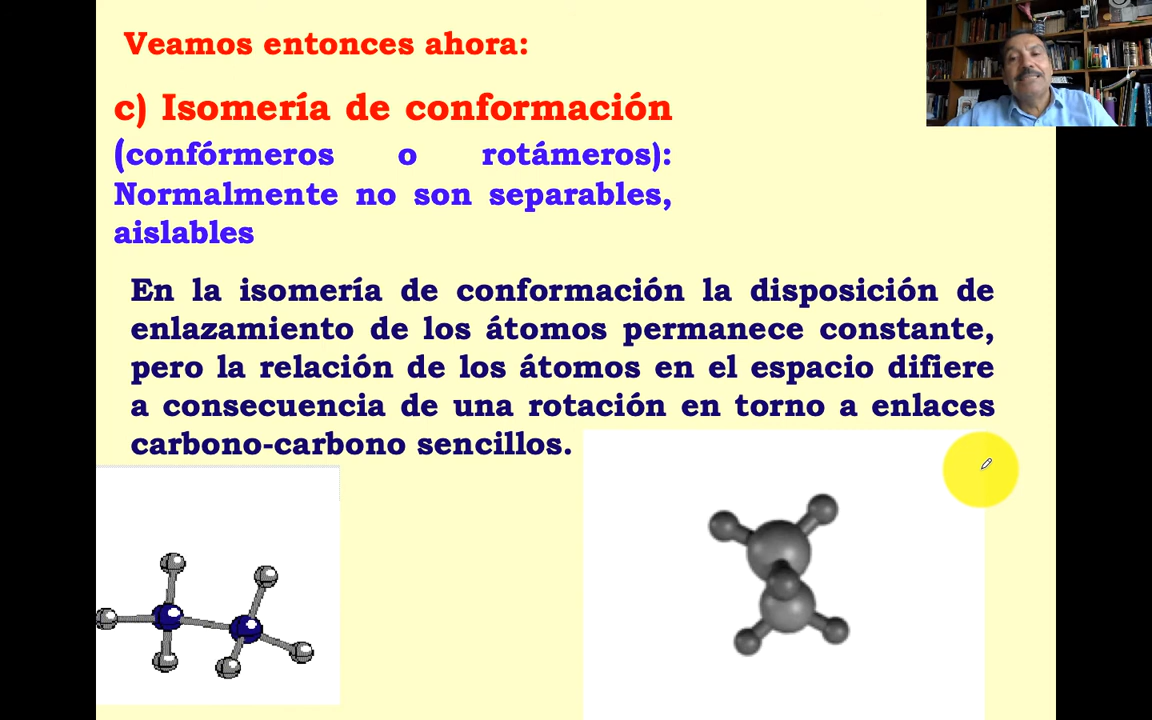 Veamos entonces ahora:
c) Isomería de conformación
(confórmeros o rotámeros):
Normalmente no son separables,
aislables
En la isomería de conformación la disposición de
enlazamiento de los átomos permanece constante,
pero la relación de los átomos en el espacio difiere
a consecuencia de una rotación en torno a enlaces
carbono-carbono sencillos.